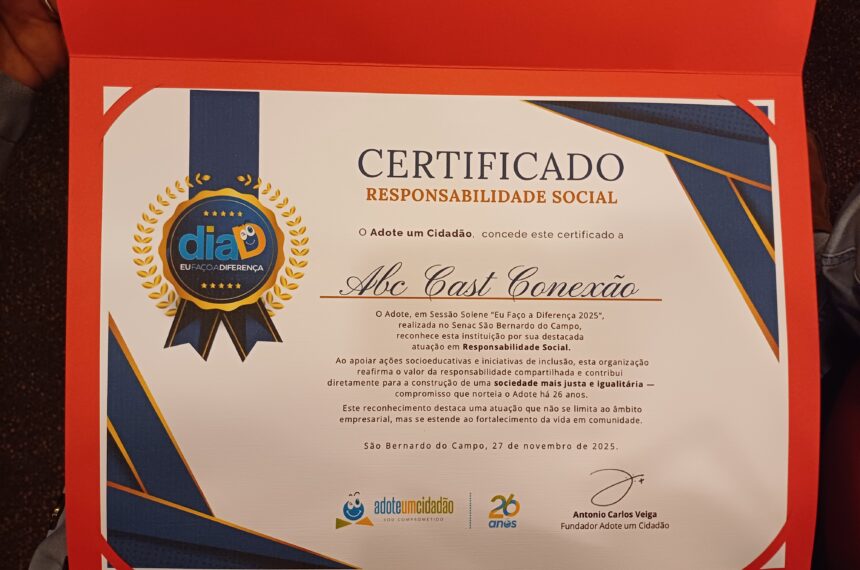 CERTIFICADO
RESPONSABILIDADE SOCIAL
O Adote um Cidadão, concede este certificado a
Abc Cast Conexão
diaD
EU FAÇO A DIFERENÇA
O Adote, em Sessão Solene "Eu Faço a Diferença 2025",
realizada no Senac São Bernardo do Campo,
reconhece esta instituição por sua destacada
atuação em Responsabilidade Social.
Ao apoiar ações socioeducativas e iniciativas de inclusão, esta organização
reafirma o valor da responsabilidade compartilhada e contribui
diretamente para a construção de uma sociedade mais justa e igualitária —
compromisso que norteia o Adote há 26 anos.
Este reconhecimento destaca uma atuação que não se limita ao âmbito
empresarial, mas se estende ao fortalecimento da vida em comunidade.
São Bernardo do Campo, 27 de novembro de 2025.
adoteumcidadão
SOU COMPROMETIDO
26
anos
Antonio Carlos Veiga
Fundador Adote um Cidadão